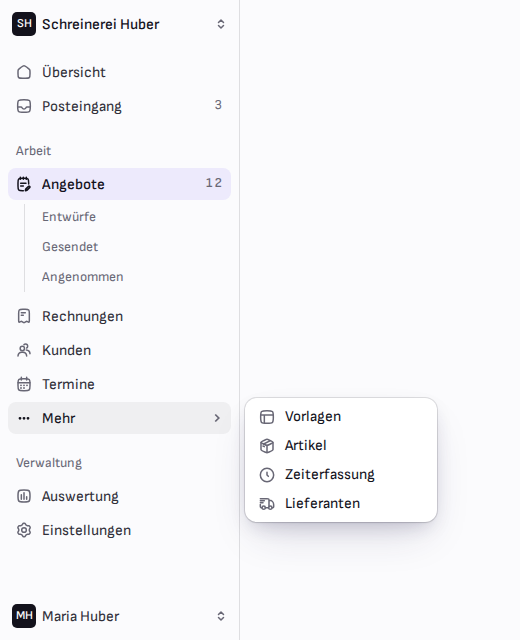 SH Schreinerei Huber
Übersicht
Posteingang 3
Arbeit
Angebote 12
Entwürfe
Gesendet
Angenommen
Rechnungen
Kunden
Termine
Mehr
Vorlagen
Artikel
Zeiterfassung
Lieferanten
Verwaltung
Auswertung
Einstellungen
MH Maria Huber